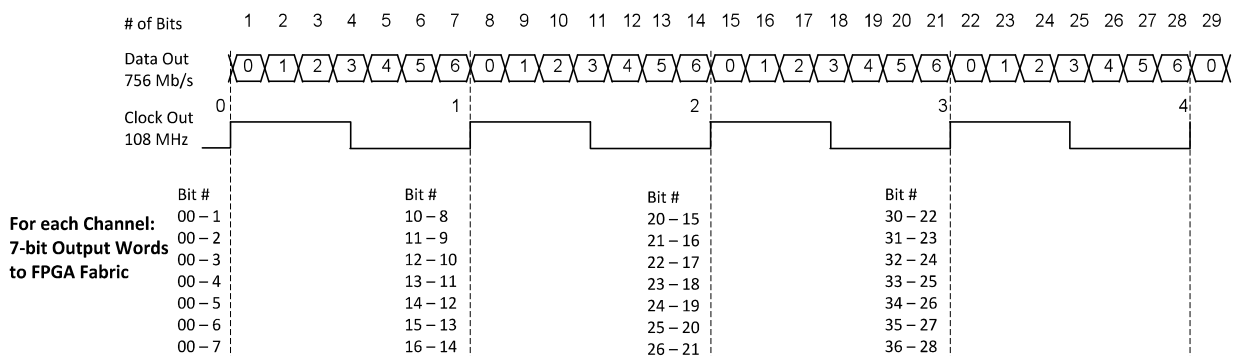 # of Bits 1 2 3 4 5 6 7 8 9 10 11 12 13 14 15 16 17 18 19 20 21 22 23 24 25 26 27 28 29
Data Out
756 Mb/s
0 1 2 3 4 5 6 0 1 2 3 4 5 6 0 1 2 3 4 5 6 0 1 2 3 4 5 6 0
0 1 2 3 4
Clock Out
108 MHz
Bit # Bit # Bit # Bit #
For each Channel:
7-bit Output Words
to FPGA Fabric
00 – 1 10 – 8 20 – 15 30 – 22
00 – 2 11 – 9 21 – 16 31 – 23
00 – 3 12 – 10 22 – 17 32 – 24
00 – 4 13 – 11 23 – 18 33 – 25
00 – 5 14 – 12 24 – 19 34 – 26
00 – 6 15 – 13 25 – 20 35 – 27
00 – 7 16 – 14 26 – 21 36 – 28